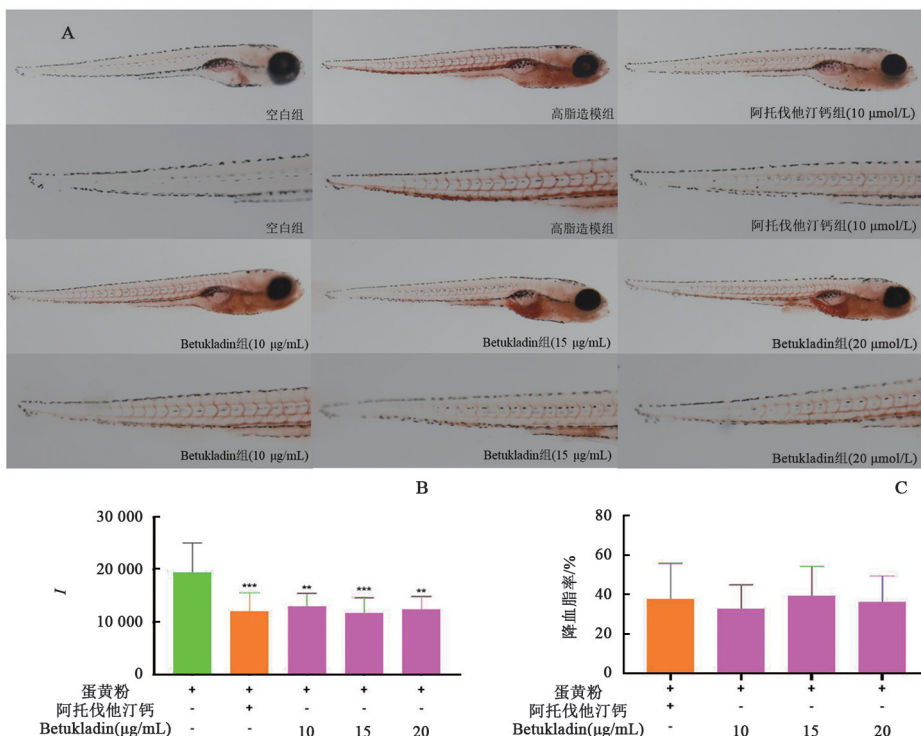 A
空白组 高脂造模组 阿托伐他汀钙组(10 μmol/L)
空白组 高脂造模组 阿托伐他汀钙组(10 μmol/L)
Betukladin组(10 μg/mL) Betukladin组(15 μg/mL) Betukladin组(20 μmol/L)
Betukladin组(10 μg/mL) Betukladin组(15 μg/mL) Betukladin组(20 μmol/L)
B
I
30 000
20 000
10 000
0
*** ** *** **
蛋黄粉 + + + + +
阿托伐他汀钙 - + - - -
Betukladin(μg/mL) - - 10 15 20
C
降血脂率/%
80
60
40
20
0
蛋黄粉 + + + +
阿托伐他汀钙 + - - -
Betukladin(μg/mL) - 10 15 20